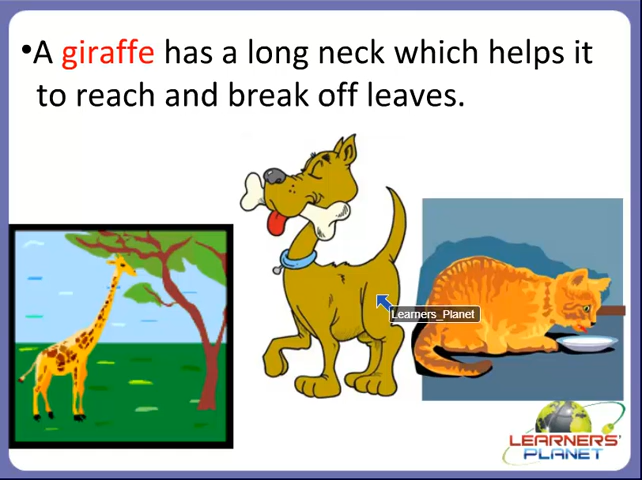 •A giraffe has a long neck which helps it
to reach and break off leaves.
Learners_Planet
LEARNERS'
PLANET